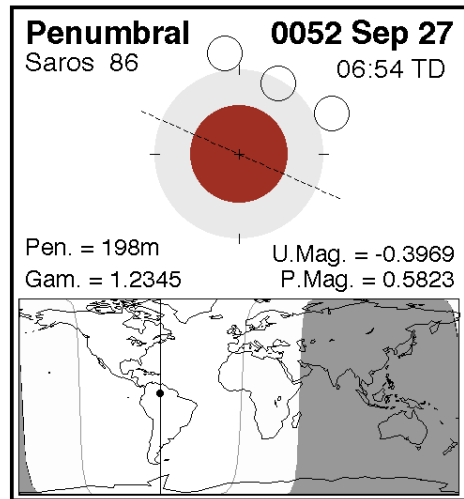 Penumbral 0052 Sep 27
Saros 86 06:54 TD
Pen. = 198m U.Mag. = -0.3969
Gam. = 1.2345 P.Mag. = 0.5823